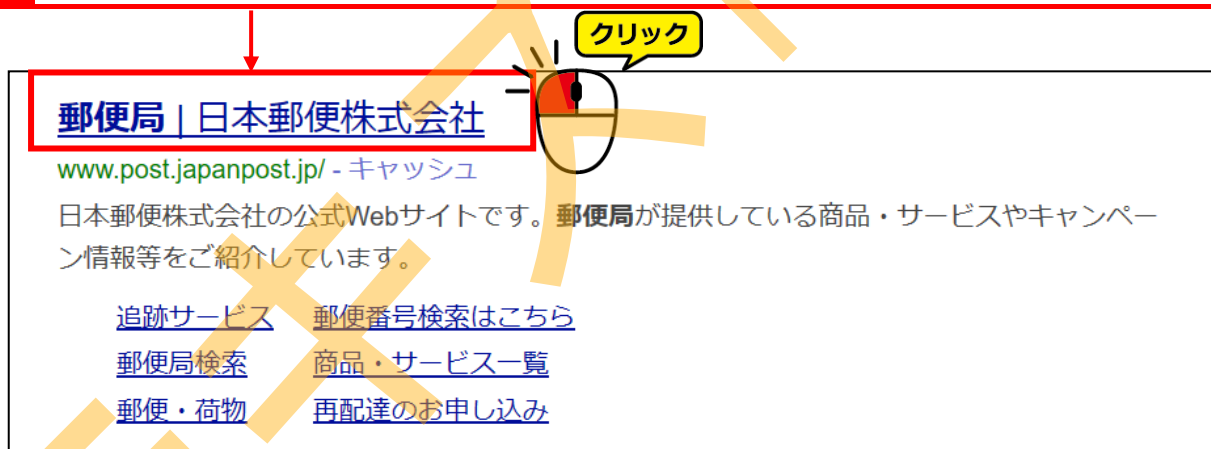 クリック
郵便局 | 日本郵便株式会社
www.post.japanpost.jp/ - キャッシュ
日本郵便株式会社の公式Webサイトです。郵便局が提供している商品・サービスやキャンペー
ン情報等をご紹介しています。
追跡サービス 郵便番号検索はこちら
郵便局検索 商品・サービス一覧
郵便・荷物 再配達のお申し込み